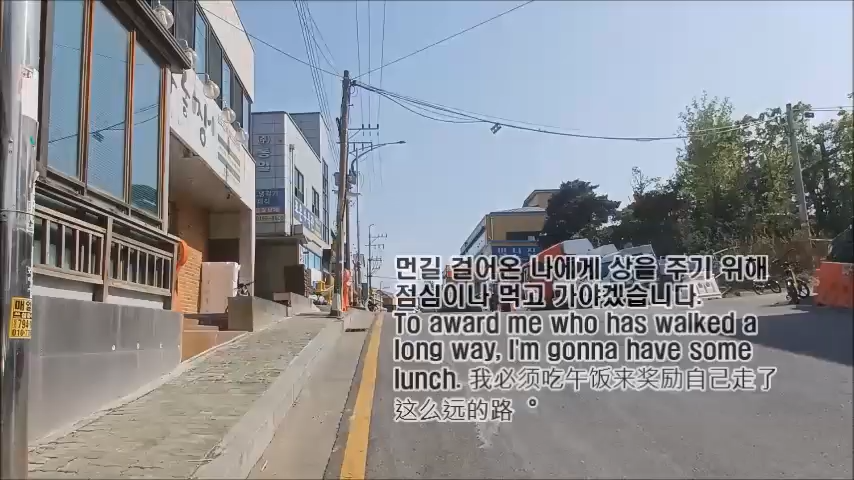 먼길 걸어온 나에게 상을 주기 위해
점심이나 먹고 가야겠습니다.
To award me who has walked a
long way, I'm gonna have some
lunch. 我必须吃午饭来奖励自己走了
这么远的路。